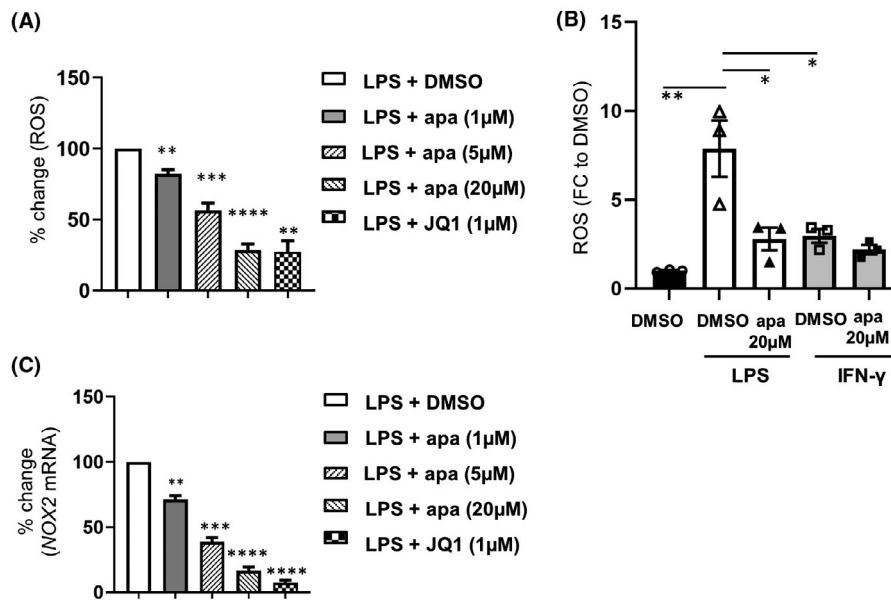 (A)
% change (ROS)
150
100
50
0
**
***
****
**
LPS + DMSO
LPS + apa (1µM)
LPS + apa (5µM)
LPS + apa (20µM)
LPS + JQ1 (1µM)
(B)
ROS (FC to DMSO)
15
10
5
0
**
*
*
DMSO
DMSO
apa
20µM
DMSO
apa
20µM
LPS
IFN-γ
(C)
% change
(NOX2 mRNA)
150
100
50
0
**
***
****
****
LPS + DMSO
LPS + apa (1µM)
LPS + apa (5µM)
LPS + apa (20µM)
LPS + JQ1 (1µM)